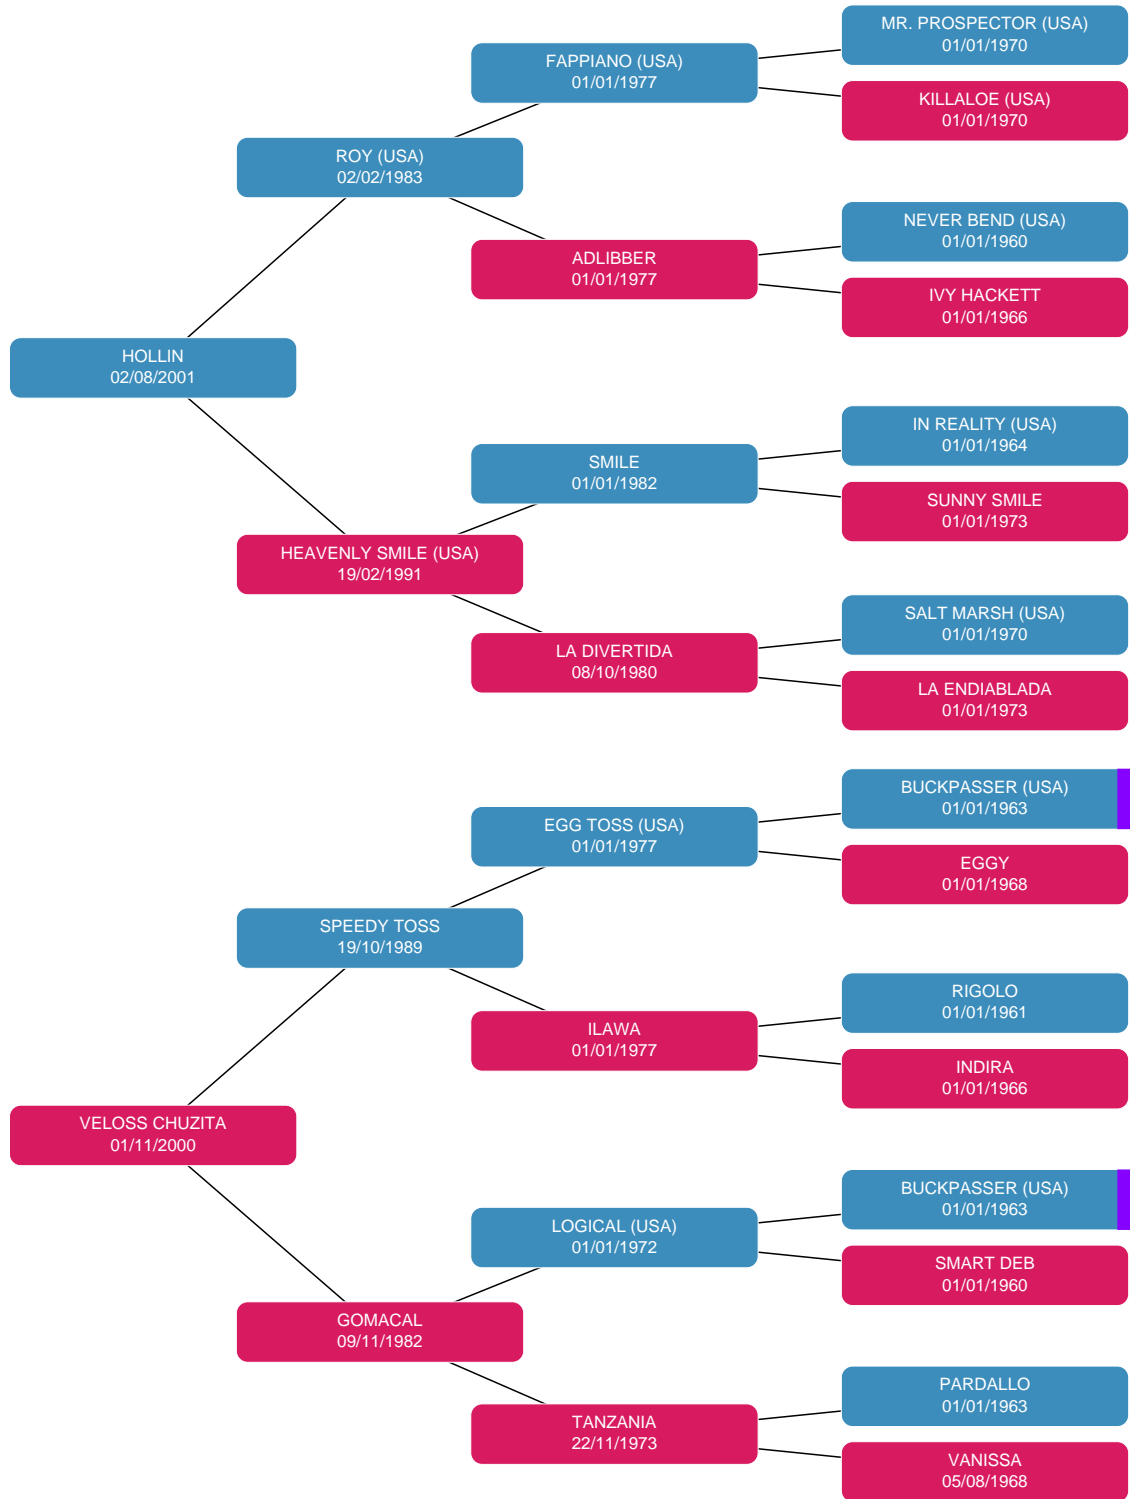 MR. PROSPECTOR (USA)
01/01/1970
FAPPIANO (USA)
01/01/1977
KILLALOE (USA)
01/01/1970
ROY (USA)
02/02/1983
NEVER BEND (USA)
01/01/1960
ADLIBBER
01/01/1977
IVY HACKETT
01/01/1966
HOLLIN
02/08/2001
IN REALITY (USA)
01/01/1964
SMILE
01/01/1982
SUNNY SMILE
01/01/1973
HEAVENLY SMILE (USA)
19/02/1991
SALT MARSH (USA)
01/01/1970
LA DIVERTIDA
08/10/1980
LA ENDIABLADA
01/01/1973
BUCKPASSER (USA)
01/01/1963
EGG TOSS (USA)
01/01/1977
EGGY
01/01/1968
SPEEDY TOSS
19/10/1989
RIGOLO
01/01/1961
ILAWA
01/01/1977
INDIRA
01/01/1966
VELOSS CHUZITA
01/11/2000
BUCKPASSER (USA)
01/01/1963
LOGICAL (USA)
01/01/1972
SMART DEB
01/01/1960
GOMACAL
09/11/1982
PARDALLO
01/01/1963
TANZANIA
22/11/1973
VANISSA
05/08/1968